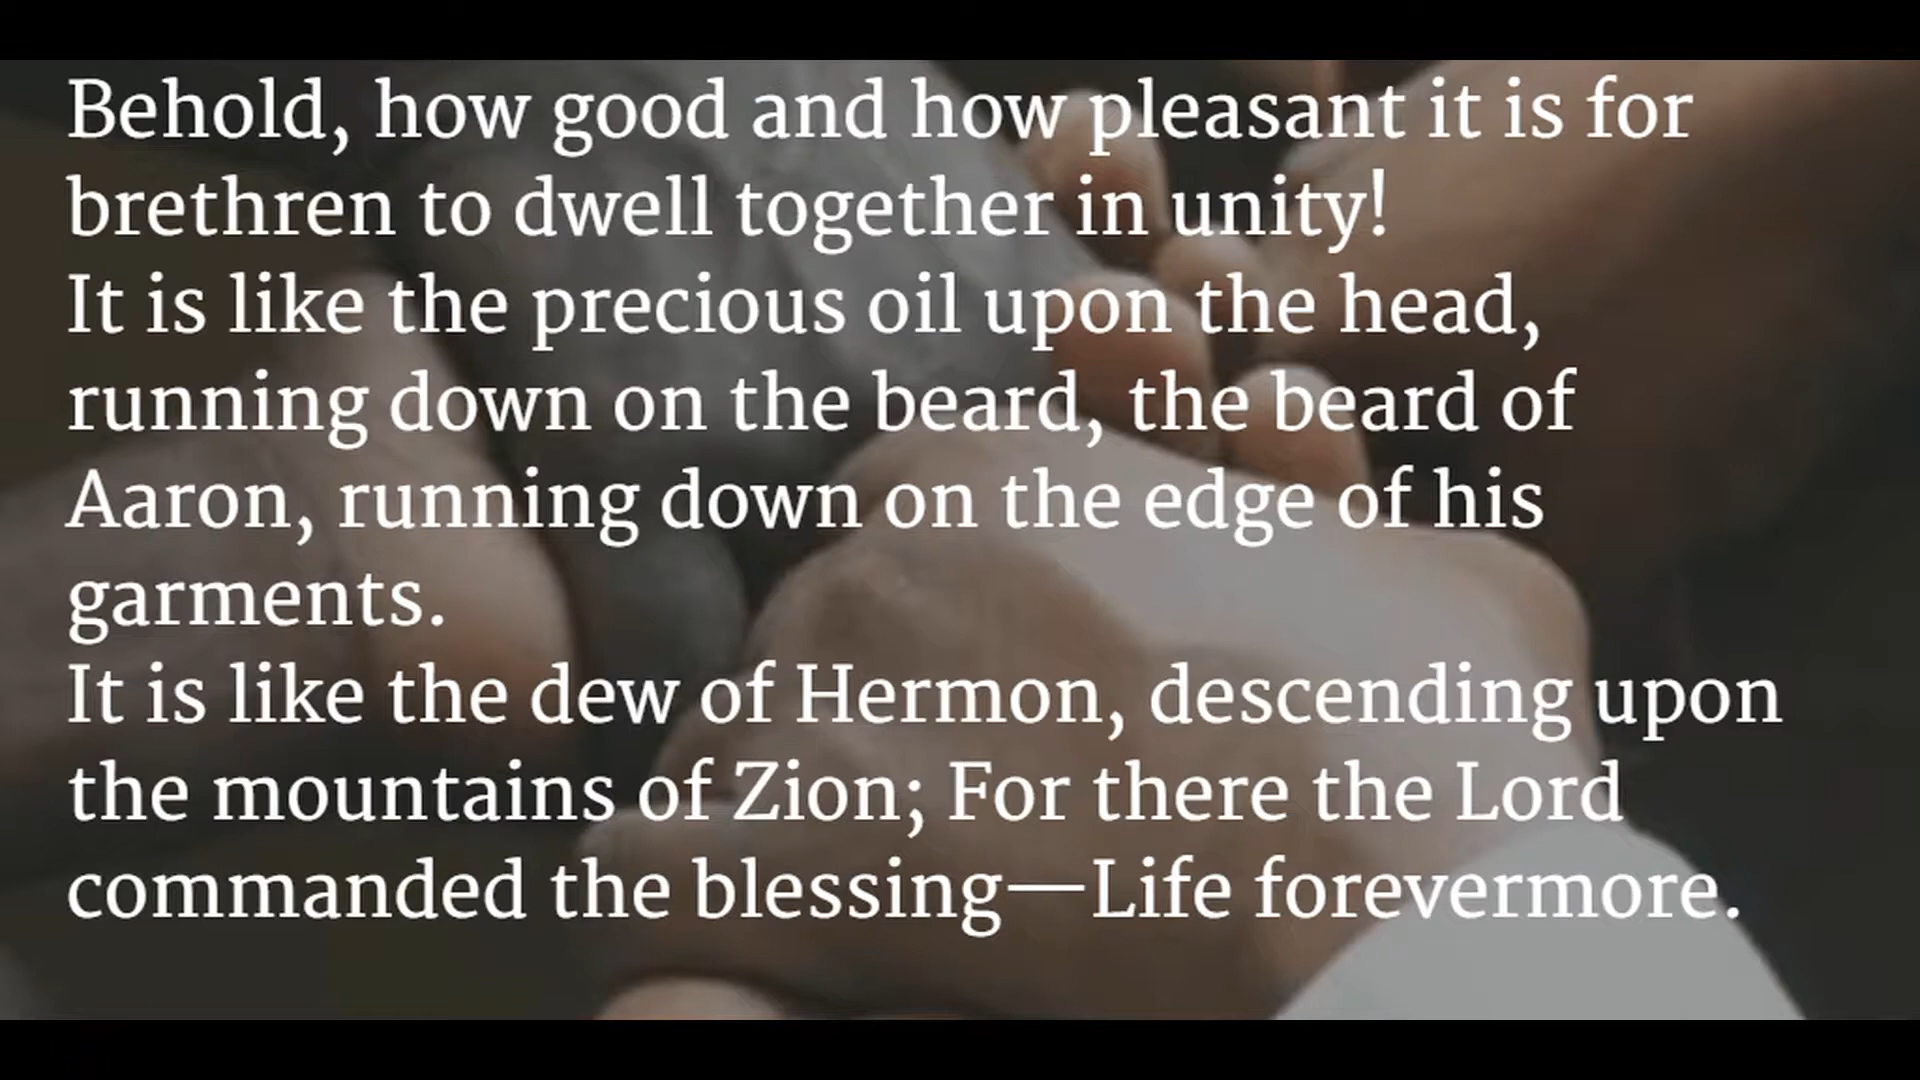 Behold, how good and how pleasant it is for
brethren to dwell together in unity!
It is like the precious oil upon the head,
running down on the beard, the beard of
Aaron, running down on the edge of his
garments.
It is like the dew of Hermon, descending upon
the mountains of Zion; For there the Lord
commanded the blessing—Life forevermore.